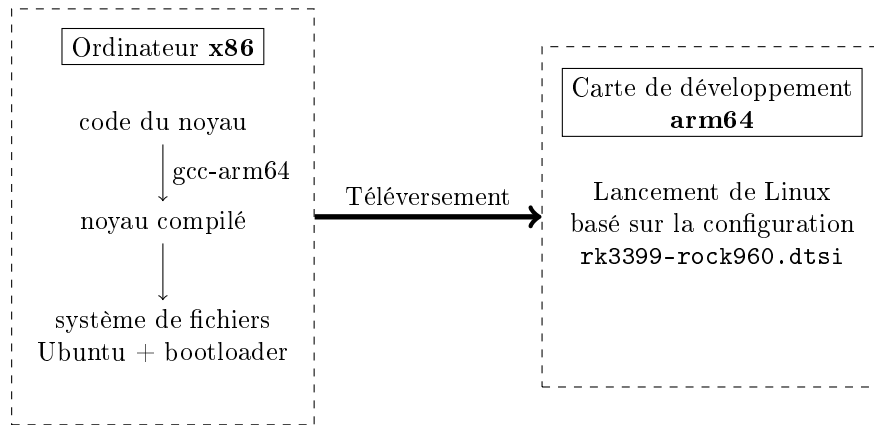 Ordinateur x86
code du noyau
gcc-arm64
noyau compilé
système de fichiers
Ubuntu + bootloader
Téléversement
Carte de développement
arm64
Lancement de Linux
basé sur la configuration
rk3399-rock960.dtsi